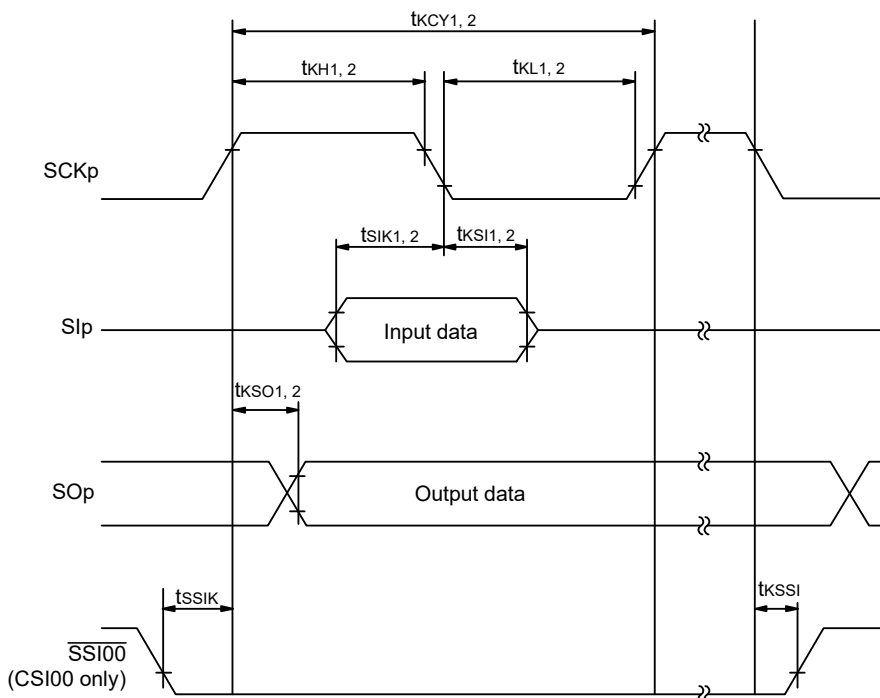 tKCY1, 2
tKH1, 2
tKL1, 2
SCKp
tSIK1, 2
tKSI1, 2
SIp
Input data
tKSO1, 2
SOp
Output data
tSSIK
tKSSI
SSI00
(CSI00 only)